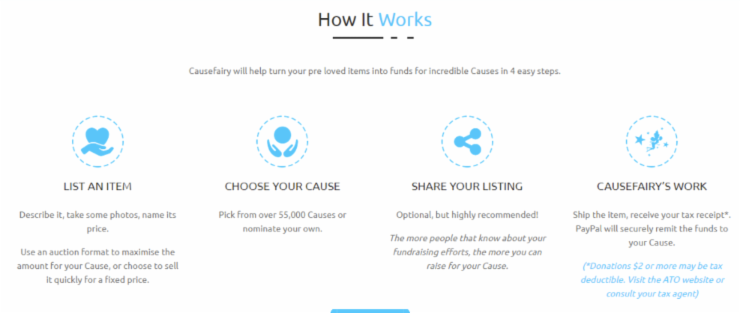 How It Works
Causefairy will help turn your pre loved items into funds for incredible Causes in 4 easy steps.
LIST AN ITEM
Describe it, take some photos, name its
price.
Use an auction format to maximise the
amount for your Cause, or choose to sell
it quickly for a fixed price.
CHOOSE YOUR CAUSE
Pick from over 55,000 Causes or
nominate your own.
SHARE YOUR LISTING
Optional, but highly recommended!
The more people that know about your
fundraising efforts, the more you can
raise for your Cause.
CAUSEFAIRY'S WORK
Ship the item, receive your tax receipt*.
PayPal will securely remit the funds to
your Cause.
(*Donations $2 or more may be tax
deductible. Visit the ATO website or
consult your tax agent)